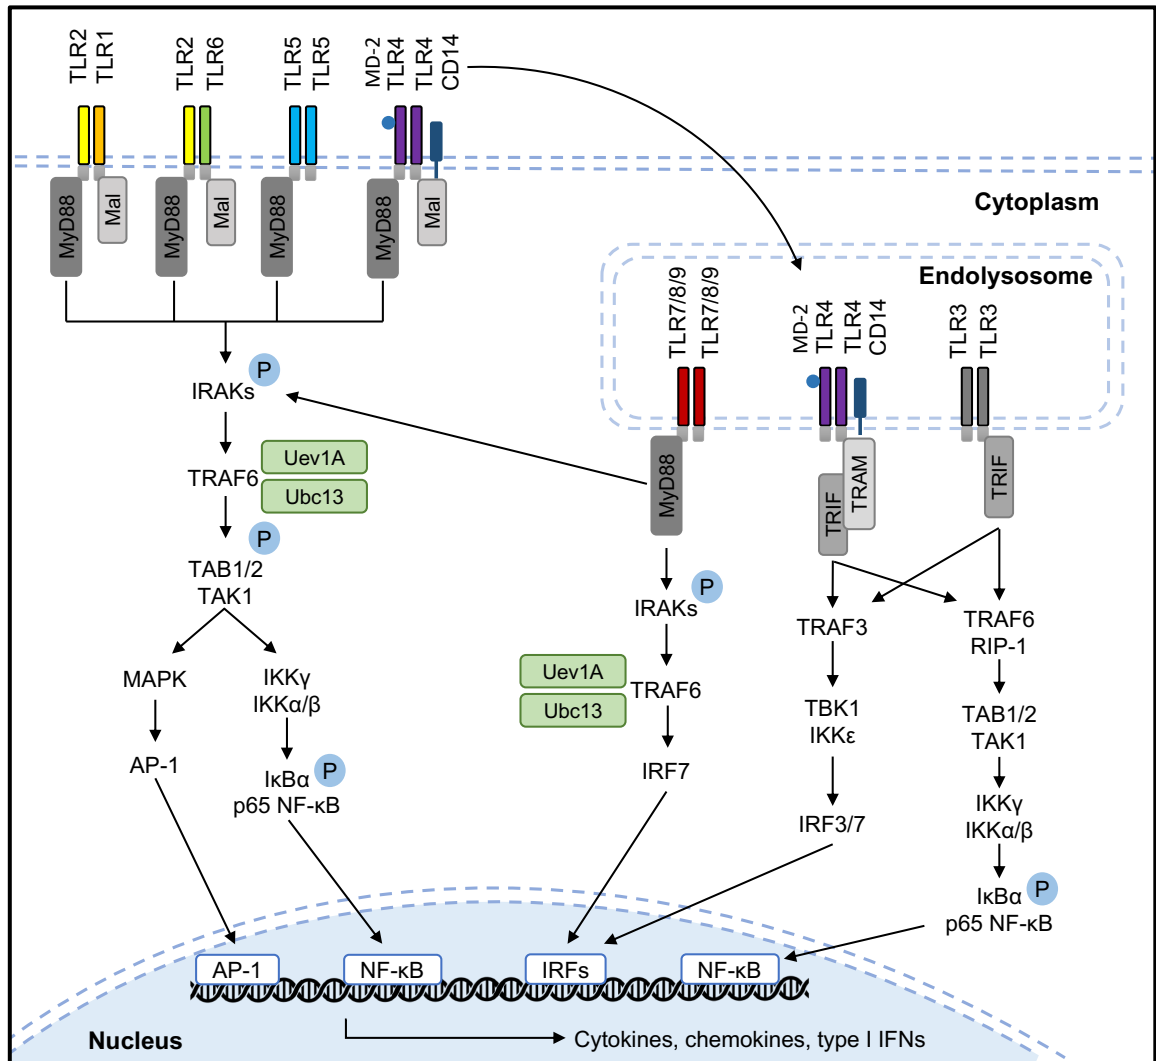 TLR2
TLR1
TLR2
TLR6
TLR5
TLR5
MD-2
TLR4
TLR4
CD14
MyD88
Mal
MyD88
Mal
MyD88
MyD88
Mal
Cytoplasm
Endolysosome
TLR7/8/9
TLR7/8/9
MD-2
TLR4
TLR4
CD14
TLR3
TLR3
P
IRAKs
Uev1A
TRAF6
Ubc13
MyD88
TRIF
TRAM
TRIF
P
TAB1/2
TAK1
P
IRAKs
TRAF3
TRAF6
RIP-1
MAPK
IKKγ
IKKα/β
Uev1A
TRAF6
Ubc13
TBK1
IKKε
TAB1/2
TAK1
AP-1
IκBα P
p65 NF-κB
IRF7
IRF3/7
IKKγ
IKKα/β
IκBα P
p65 NF-κB
AP-1
NF-κB
IRFs
NF-κB
Nucleus
Cytokines, chemokines, type I IFNs